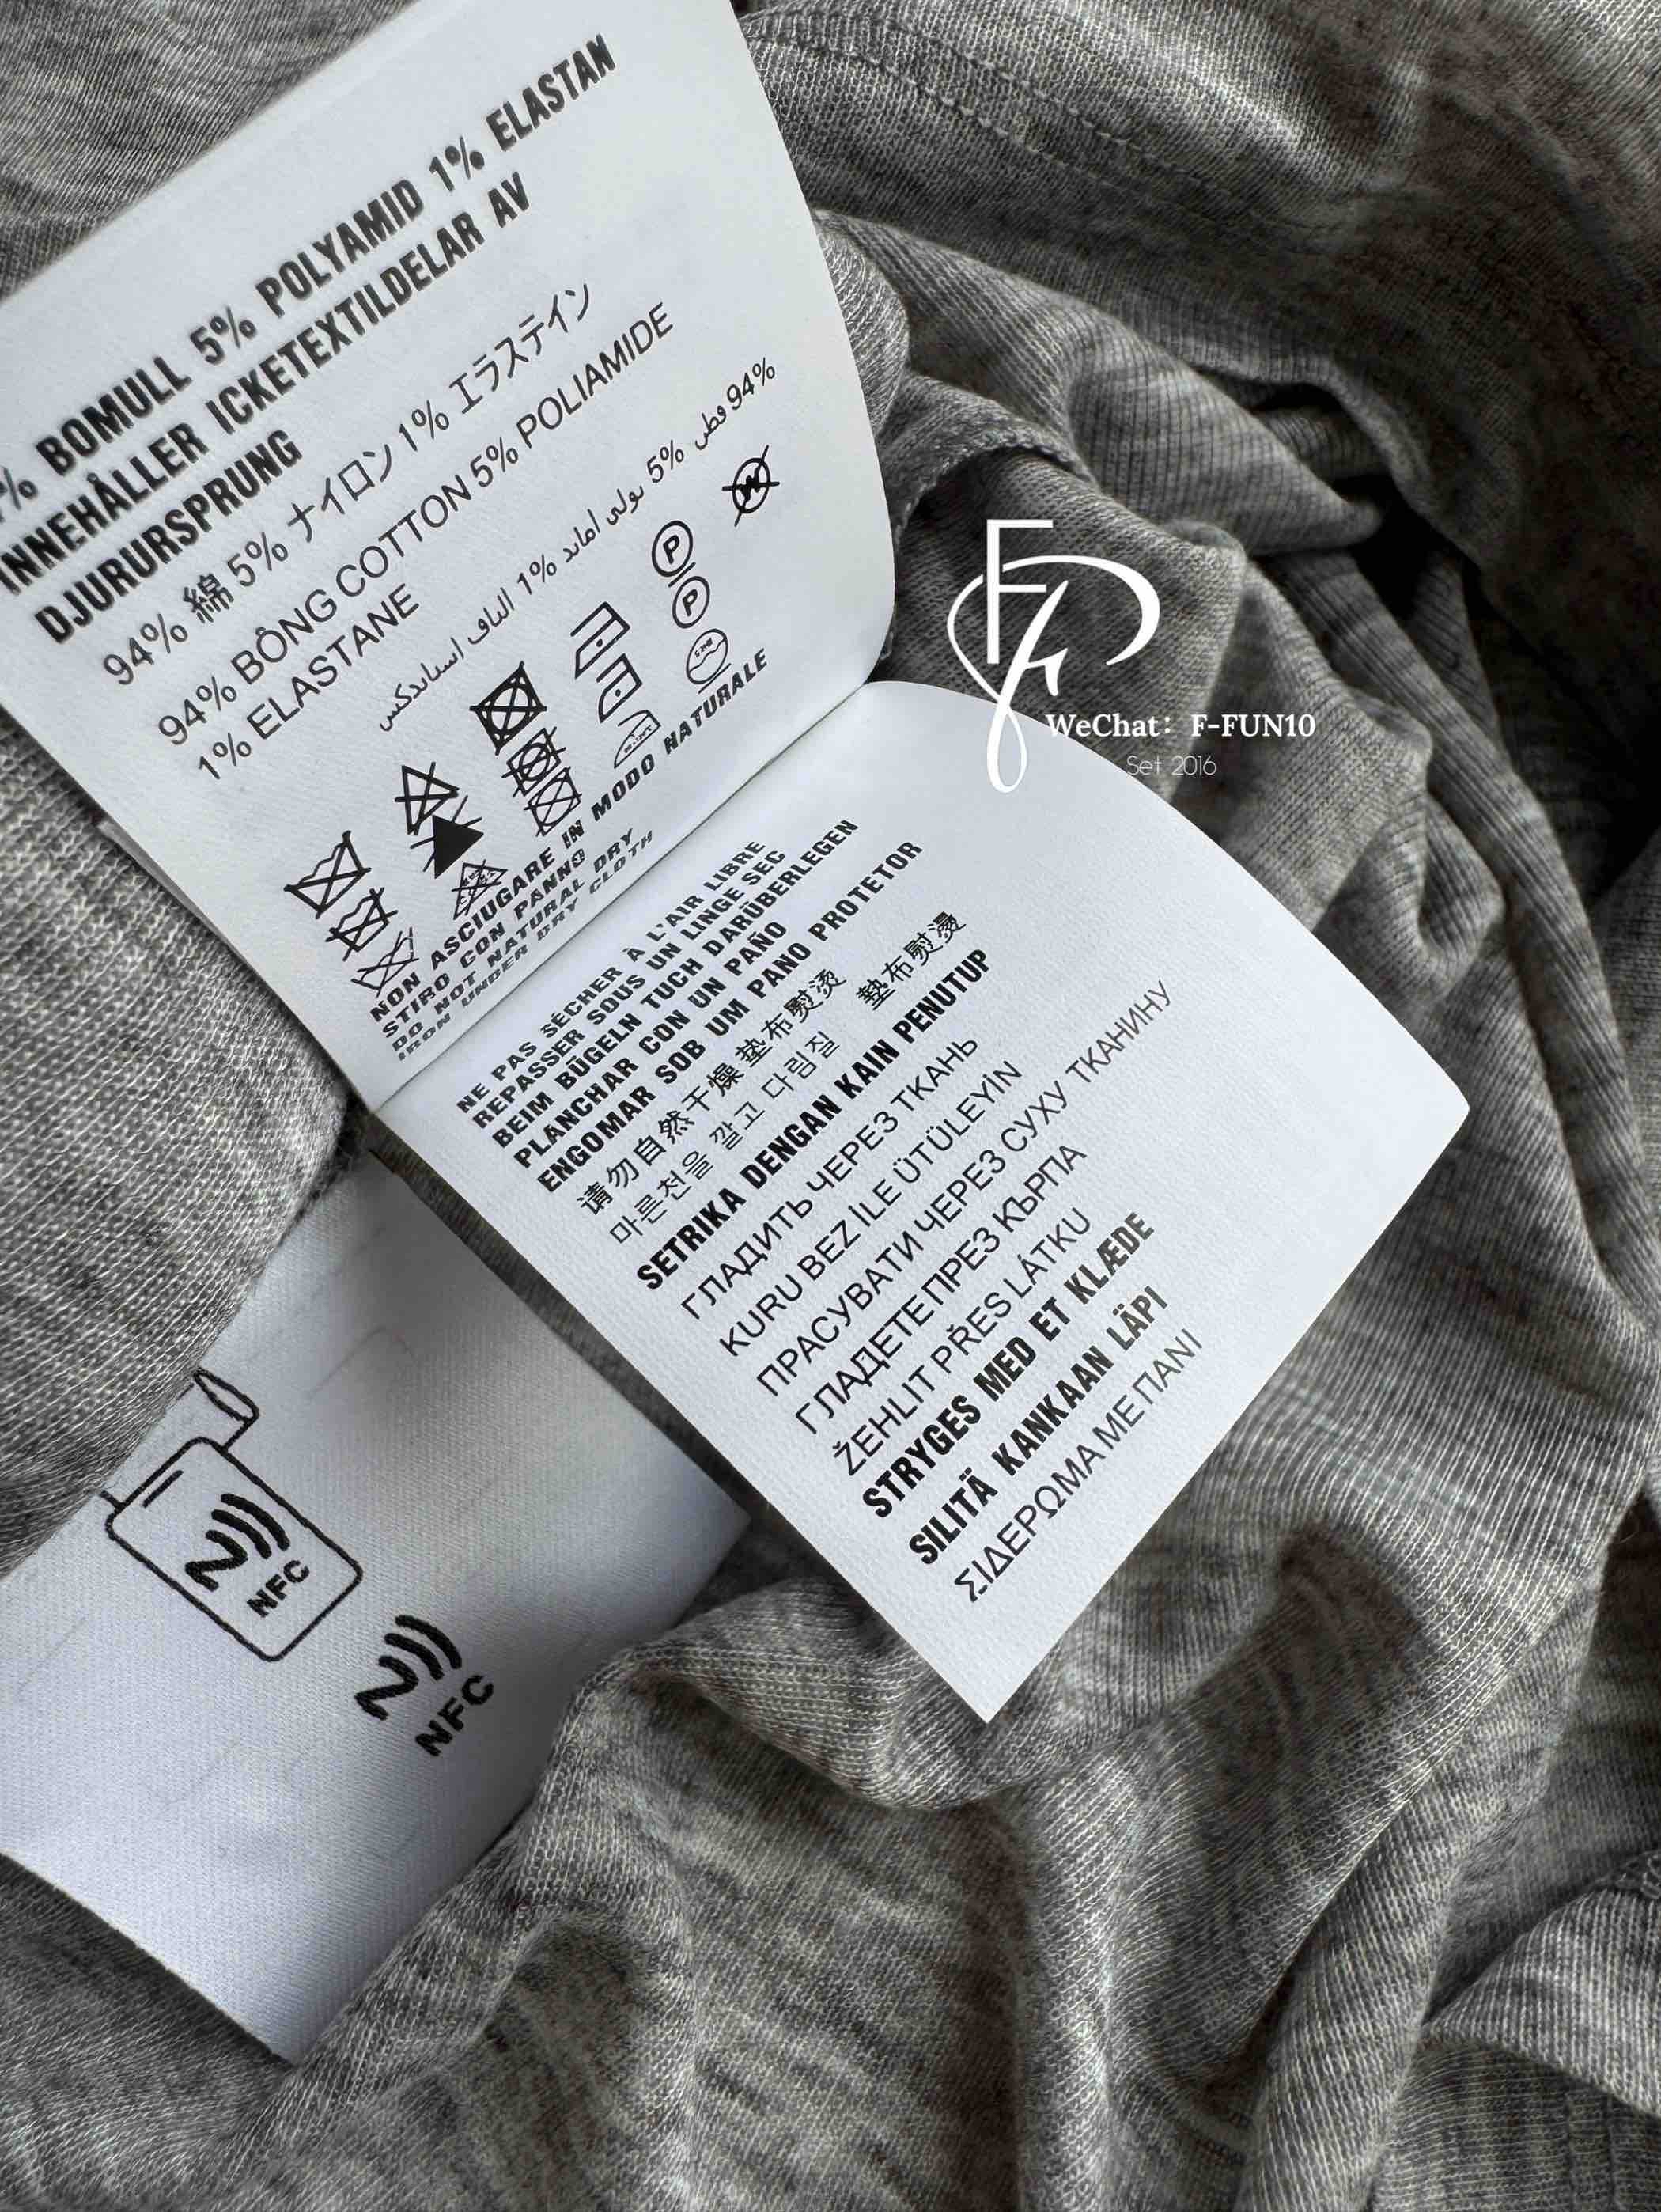 % BOMULL 5% POLYAMID 1% ELASTAN
INNEHÅLLER ICKETEXTILDELAR AV
DJURURSPRUNG
94% 綿 5% ナイロン 1% エラステイン
94% BÔNG COTTON 5% POLIAMIDE
1% ELASTANE
94% قطن 5% بولي امايد 1% الياف اسباندكس
P
W
P
NON ASCIUGARE IN MODO NATURALE
STIRO CON PANNO
DO NOT NATURAL DRY
IRON UNDER DRY CLOTH
NE PAS SÉCHER À L'AIR LIBRE
REPASSER SOUS UN LINGE SEC
BEIM BÜGELN TUCH DARÜBERLEGEN
PLANCHAR CON UN PAÑO
ENGOMAR SOB UM PANO PROTETOR
请勿自然干燥 垫布熨烫
마른천을 깔고 다림질 墊布熨燙
SETRIKA DENGAN KAIN PENUTUP
ГЛАДИТЬ ЧЕРЕЗ ТКАНЬ
KURU BEZ İLE ÜTÜLEYİN
ПРАСУВАТИ ЧЕРЕЗ СУХУ ТКАНИНУ
ГЛАДЕТЕ ПРЕЗ КЪРПА
ŽEHLIT PŘES LÁTKU
STRYGES MED ET KLÆDE
SILITÄ KANKAAN LÄPI
ΣΙΔΕΡΩΜΑ ΜΕ ΠΑΝΙ
NFC
NFC
WeChat: F-FUN10
Set 2016